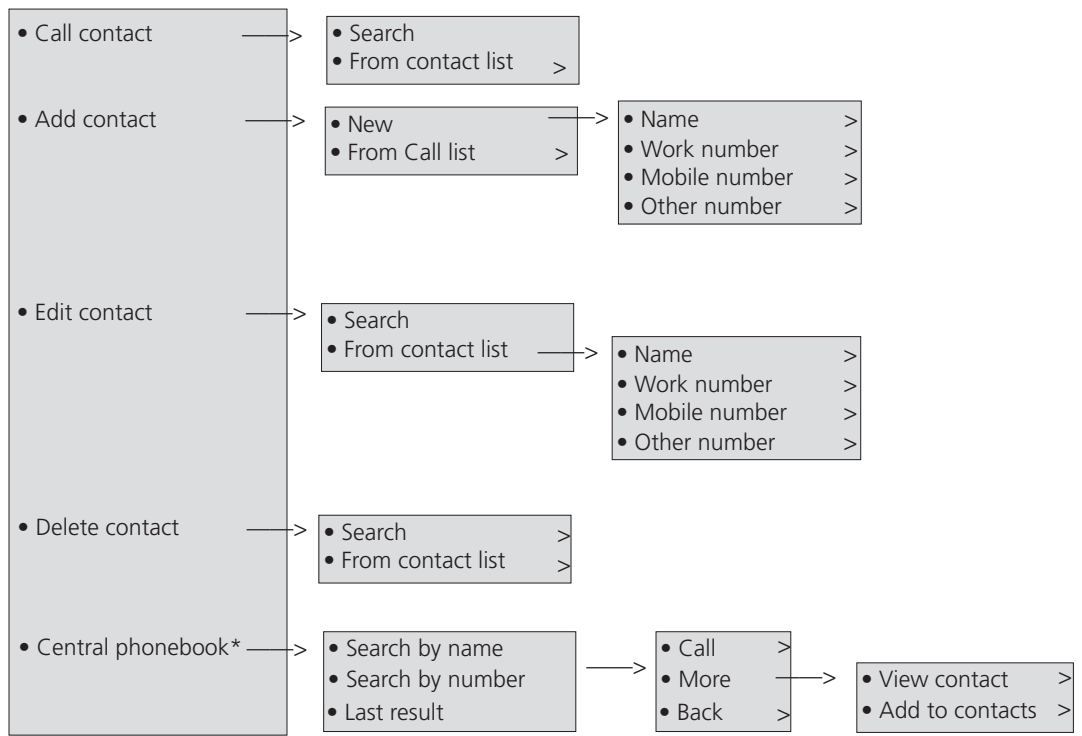 • Call contact >
• Search
• From contact list >
• Add contact >
• New >
• From Call list >
• Name >
• Work number >
• Mobile number >
• Other number >
• Edit contact >
• Search
• From contact list >
• Name >
• Work number >
• Mobile number >
• Other number >
• Delete contact >
• Search >
• From contact list >
• Central phonebook* >
• Search by name
• Search by number >
• Last result
• Call >
• More >
• Back >
• View contact >
• Add to contacts >